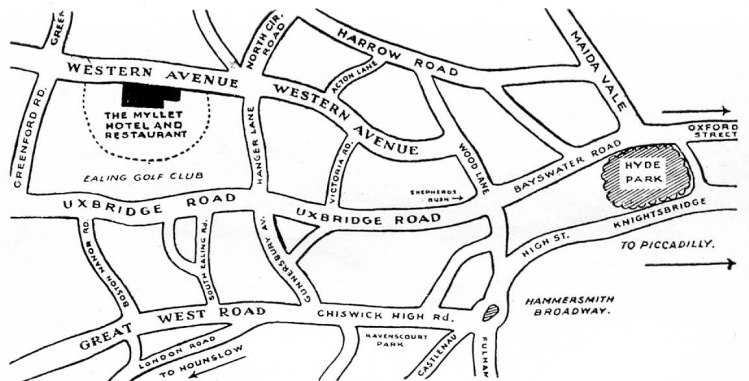 GREEN
NORTH CIR.
ROAD
HARROW ROAD
MAIDA VALE
ACTON LANE
WESTERN AVENUE
WESTERN AVENUE
GREENFORD RD.
THE MYLLET
HOTEL AND
RESTAURANT
HANGER LANE
VICTORIA RD.
WOOD LANE
OXFORD
STREET
BAYSWATER ROAD
HYDE
PARK
EALING GOLF CLUB
SHEPHERDS
BUSH
UXBRIDGE ROAD
UXBRIDGE ROAD
KNIGHTSBRIDGE
HIGH ST.
TO PICCADILLY.
BOSTON MANOR RD.
SOUTH EALING Rd.
GUNNERSBURY AV.
HAMMERSMITH
BROADWAY.
GREAT WEST ROAD
CHISWICK HIGH Rd.
RAVENSCOURT
PARK
CASTLENAU
FULHAM
LONDON ROAD
TO HOUNSLOW